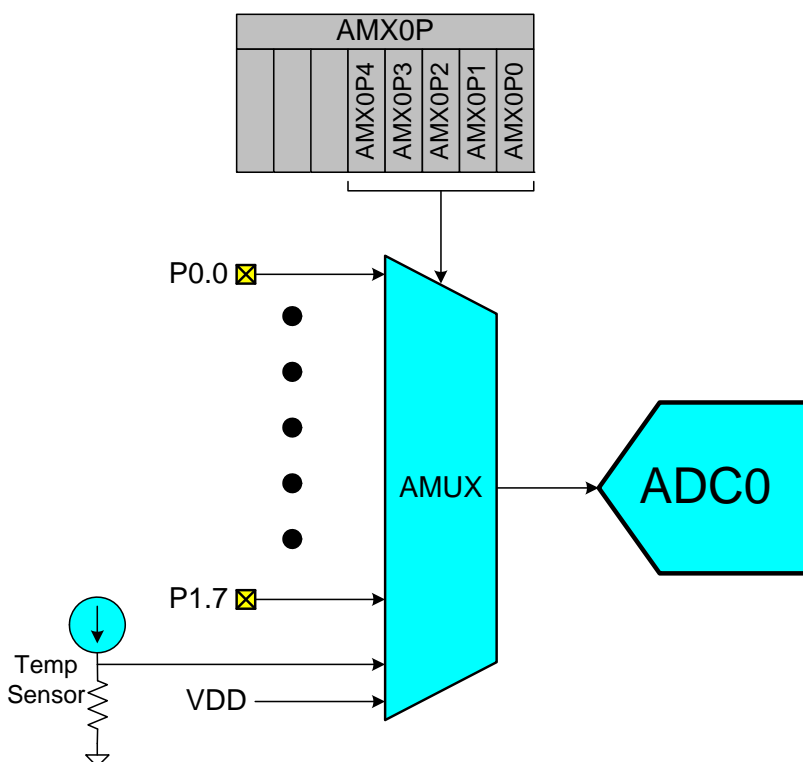 AMX0P
AMX0P4
AMX0P3
AMX0P2
AMX0P1
AMX0P0
P0.0
AMUX
ADC0
P1.7
Temp
Sensor
VDD